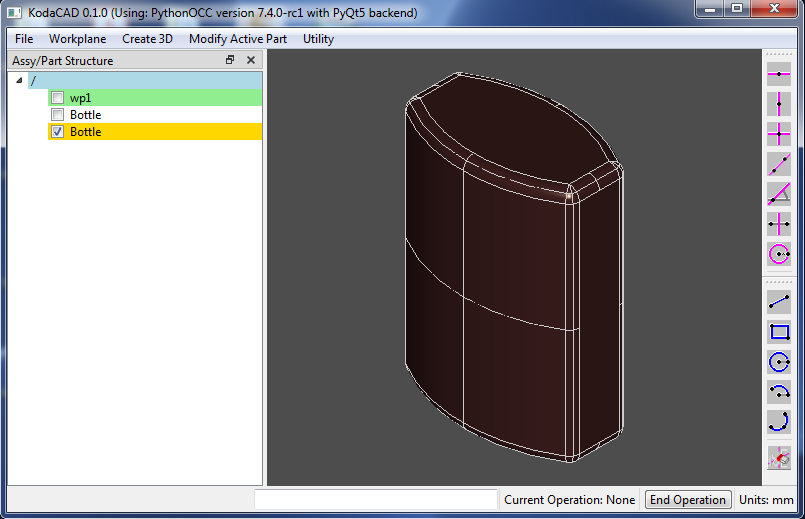 KodaCAD 0.1.0 (Using: PythonOCC version 7.4.0-rc1 with PyQt5 backend)
File Workplane Create 3D Modify Active Part Utility
Assy/Part Structure
/
wp1
Bottle
Bottle
Current Operation: None End Operation Units: mm